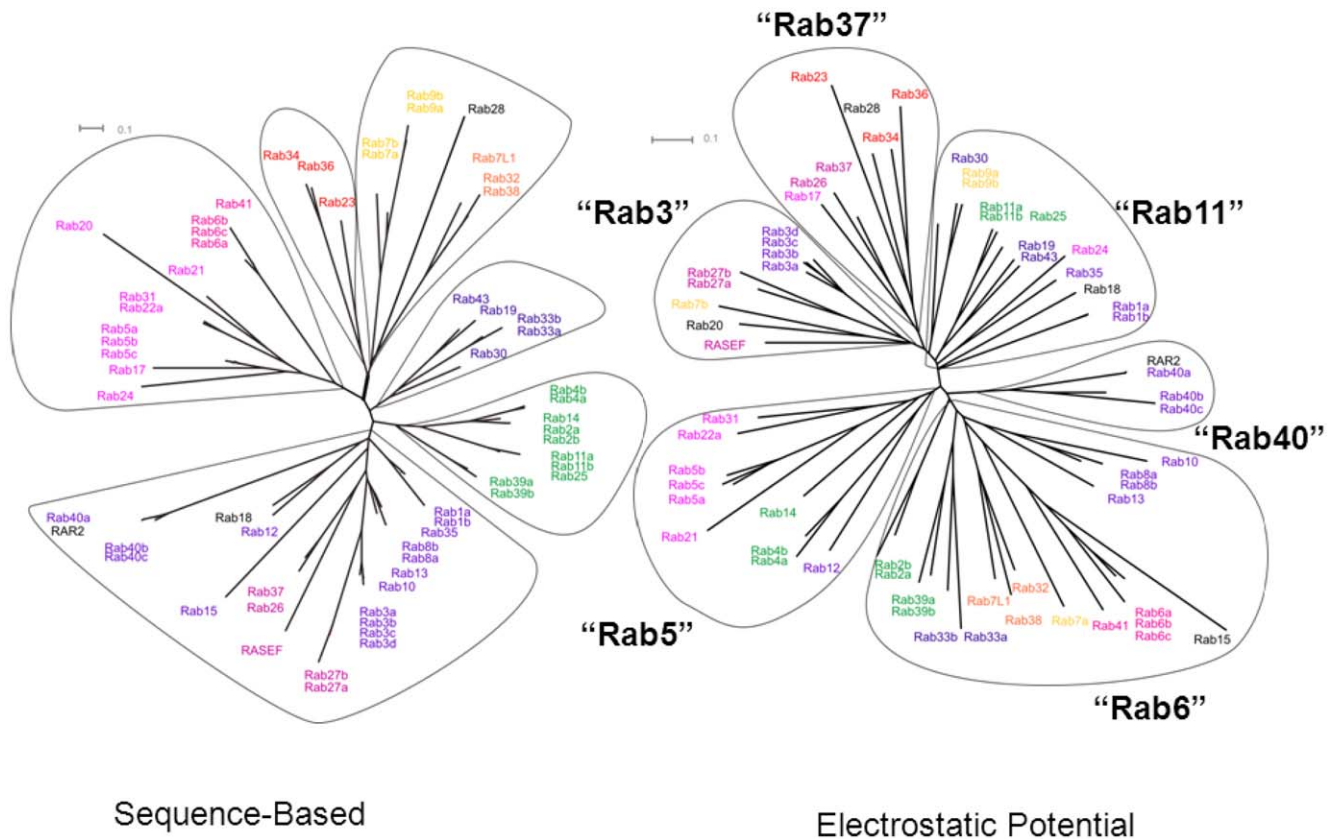 “Rab37”
Rab23
Rab36
Rab28
Rab34
Rab37
Rab26
Rab17
0.1
“Rab3”
Rab3d
Rab3c
Rab3b
Rab3a
Rab27b
Rab27a
Rab7b
Rab20
RASEF
“Rab11”
Rab30
Rab9a
Rab9b
Rab11a
Rab11b Rab25
Rab19
Rab43
Rab24
Rab35
Rab18
Rab1a
Rab1b
“Rab40”
RAR2
Rab40a
Rab40b
Rab40c
“Rab5”
Rab31
Rab22a
Rab5b
Rab5c
Rab5a
Rab21
Rab14
Rab4b
Rab4a
Rab12
“Rab6”
Rab10
Rab8a
Rab8b
Rab13
Rab2b
Rab2a
Rab39a
Rab39b
Rab33b Rab33a
Rab7L1
Rab32
Rab38
Rab7a
Rab41
Rab6a
Rab6b
Rab6c
Rab15
Electrostatic Potential
0.1
Rab9b
Rab9a
Rab28
Rab7b
Rab7a
Rab7L1
Rab32
Rab38
Rab34
Rab36
Rab23
Rab20
Rab41
Rab6b
Rab6c
Rab6a
Rab21
Rab31
Rab22a
Rab5a
Rab5b
Rab5c
Rab17
Rab24
Rab43
Rab19
Rab33b
Rab33a
Rab30
Rab4b
Rab4a
Rab14
Rab2a
Rab2b
Rab11a
Rab11b
Rab25
Rab39a
Rab39b
Rab40a
RAR2
Rab40b
Rab40c
Rab18
Rab12
Rab15
Rab37
Rab26
RASEF
Rab27b
Rab27a
Rab1a
Rab1b
Rab35
Rab8b
Rab8a
Rab13
Rab10
Rab3a
Rab3b
Rab3c
Rab3d
Sequence-Based